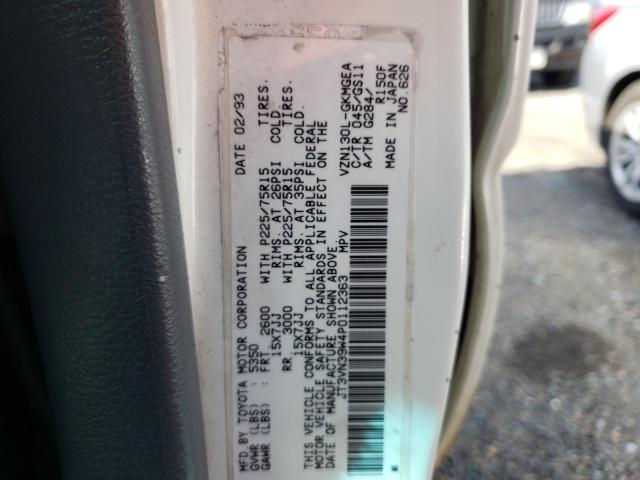 MFD BY TOYOTA MOTOR CORPORATION DATE 02/93
GVWR (LBS) : 5350
GAWR (LBS) : FRT 2600 WITH P225/75R15 TIRES.
15X7JJ RIMS. AT 26PSI COLD
RR. 3000 WITH P225/75R15 TIRES.
15X7JJ RIMS. AT 35PSI COLD.
THIS VEHICLE CONFORMS TO ALL APPLICABLE FEDERAL
MOTOR VEHICLE SAFETY STANDARDS IN EFFECT ON THE
DATE OF MANUFACTURE SHOWN ABOVE.
JT3VN39W4P0112363 MPV
VZN130L-GKMGEA
C/TR 045/GS11
A/TM G284/
R150F
MADE IN JAPAN
NO.626